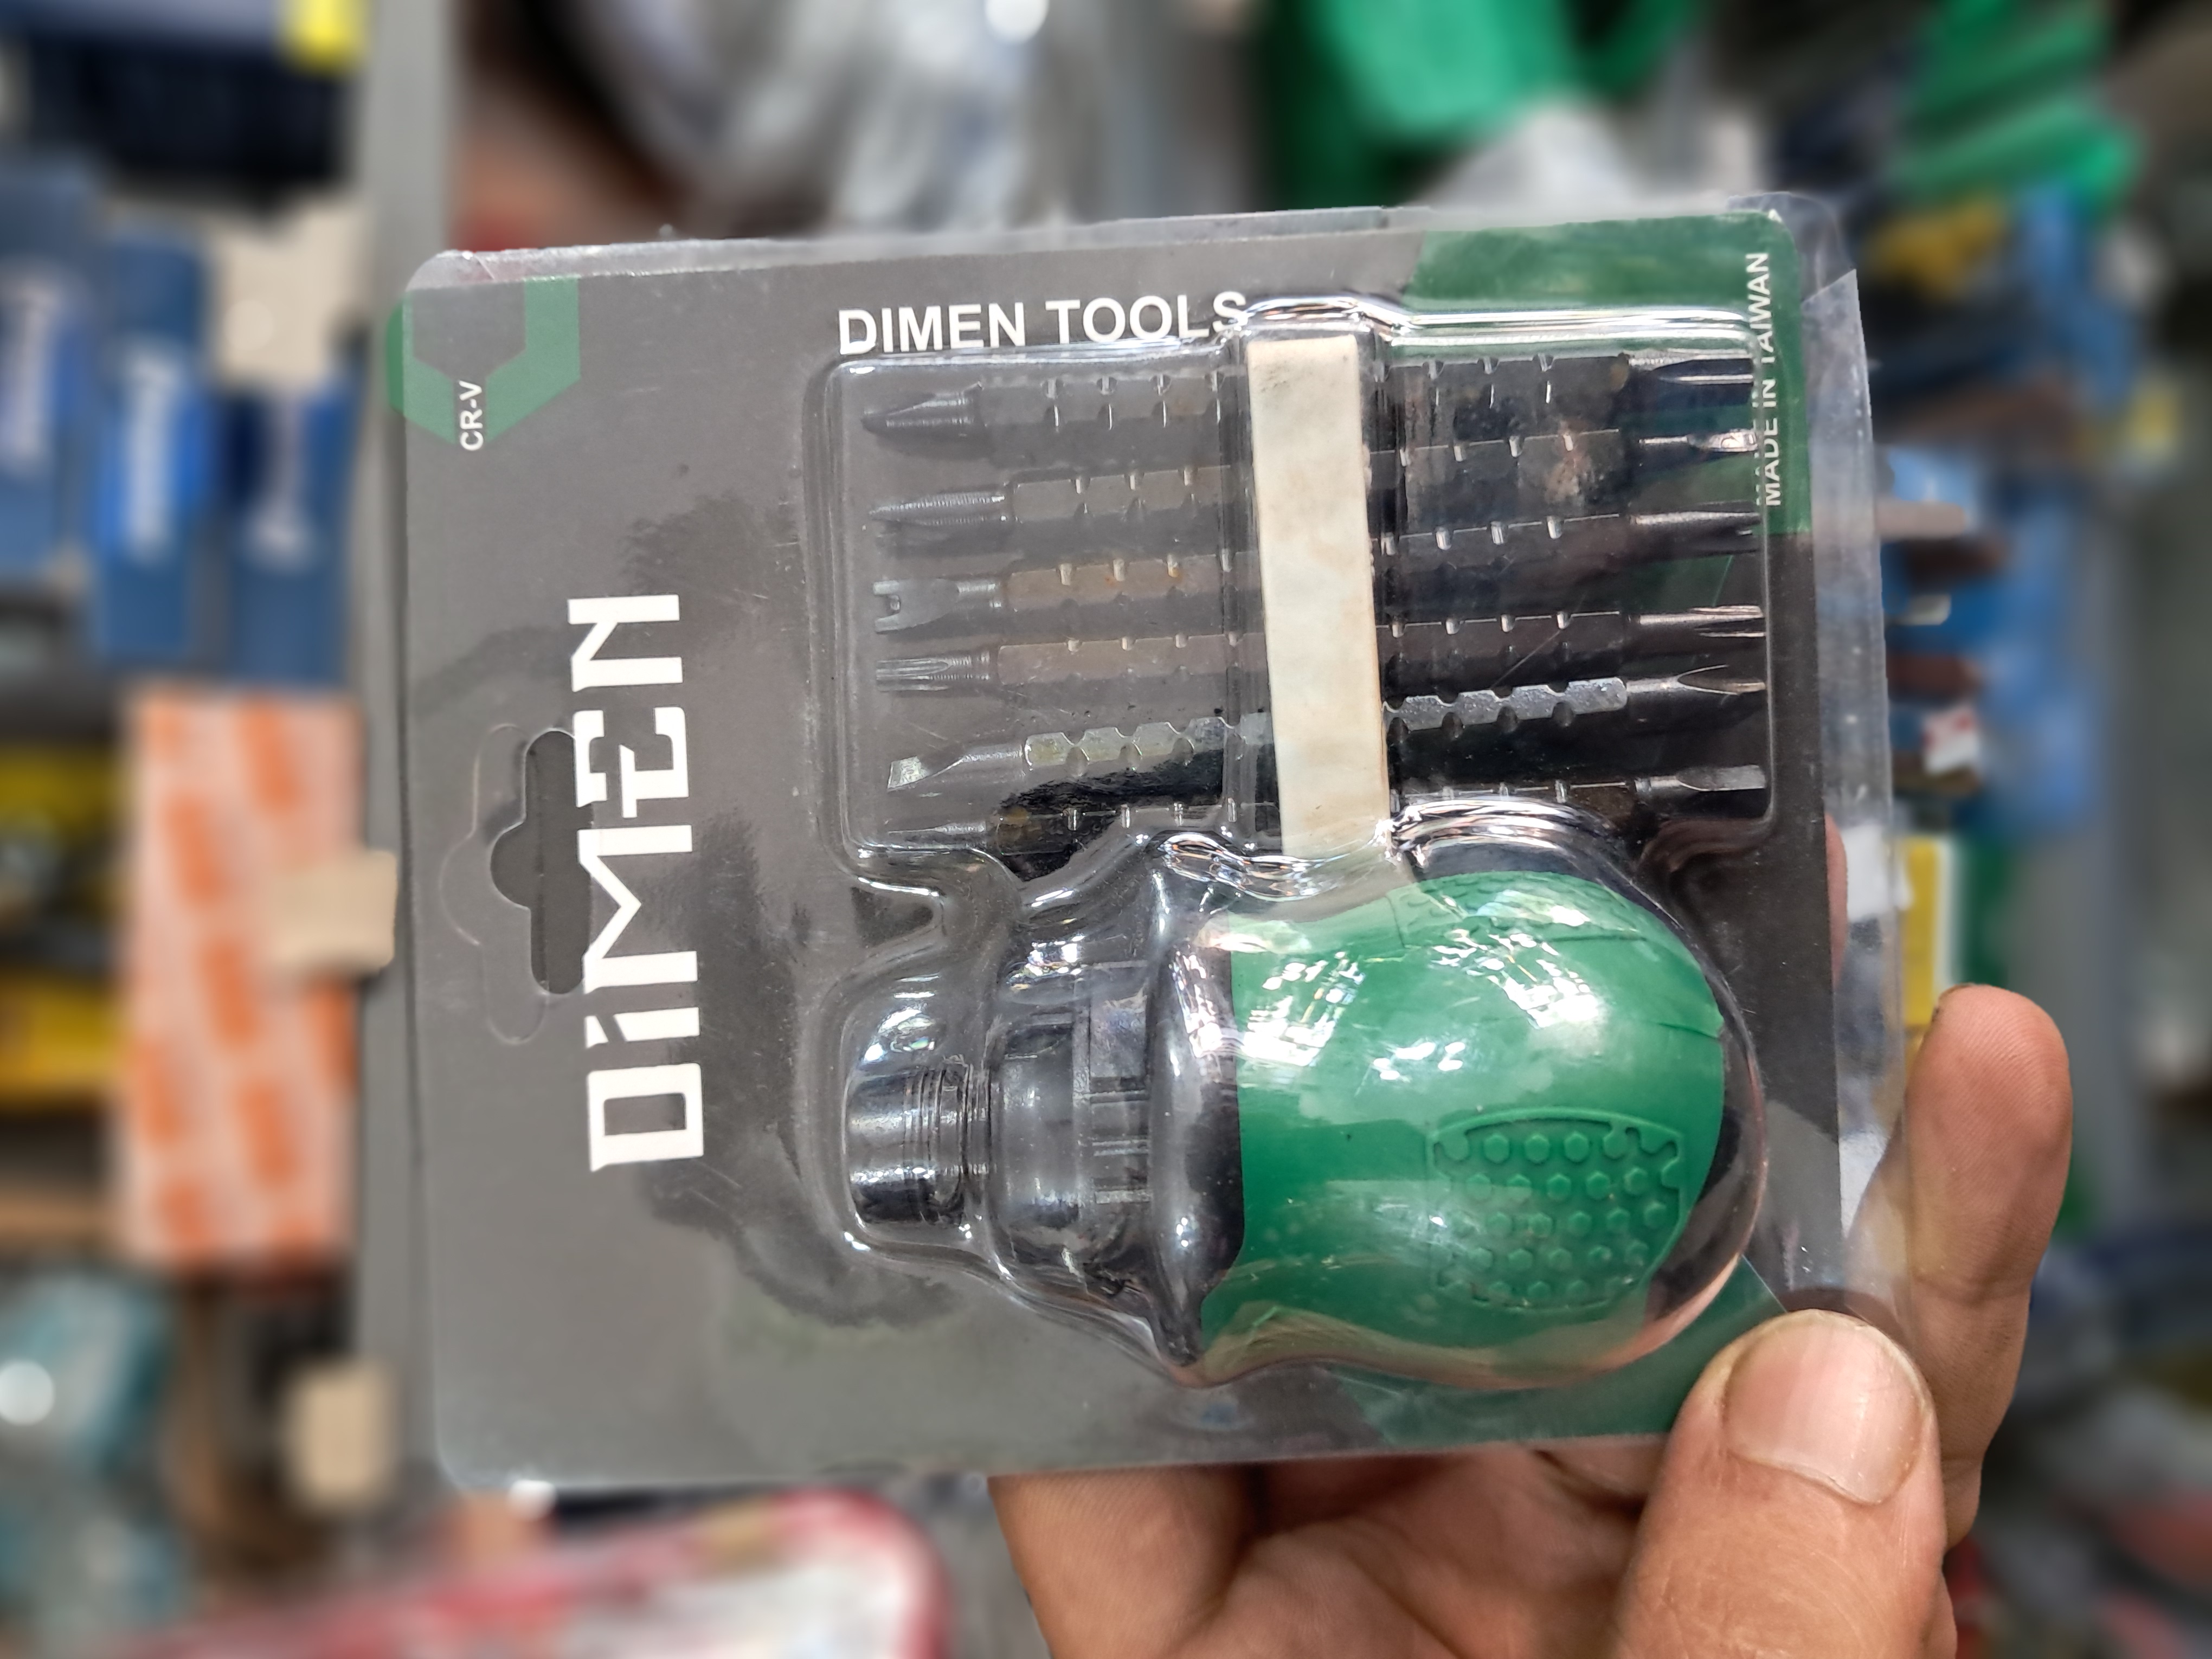 CR-V
DIMEN TOOLS
DiMEN
MADE IN TAIWAN